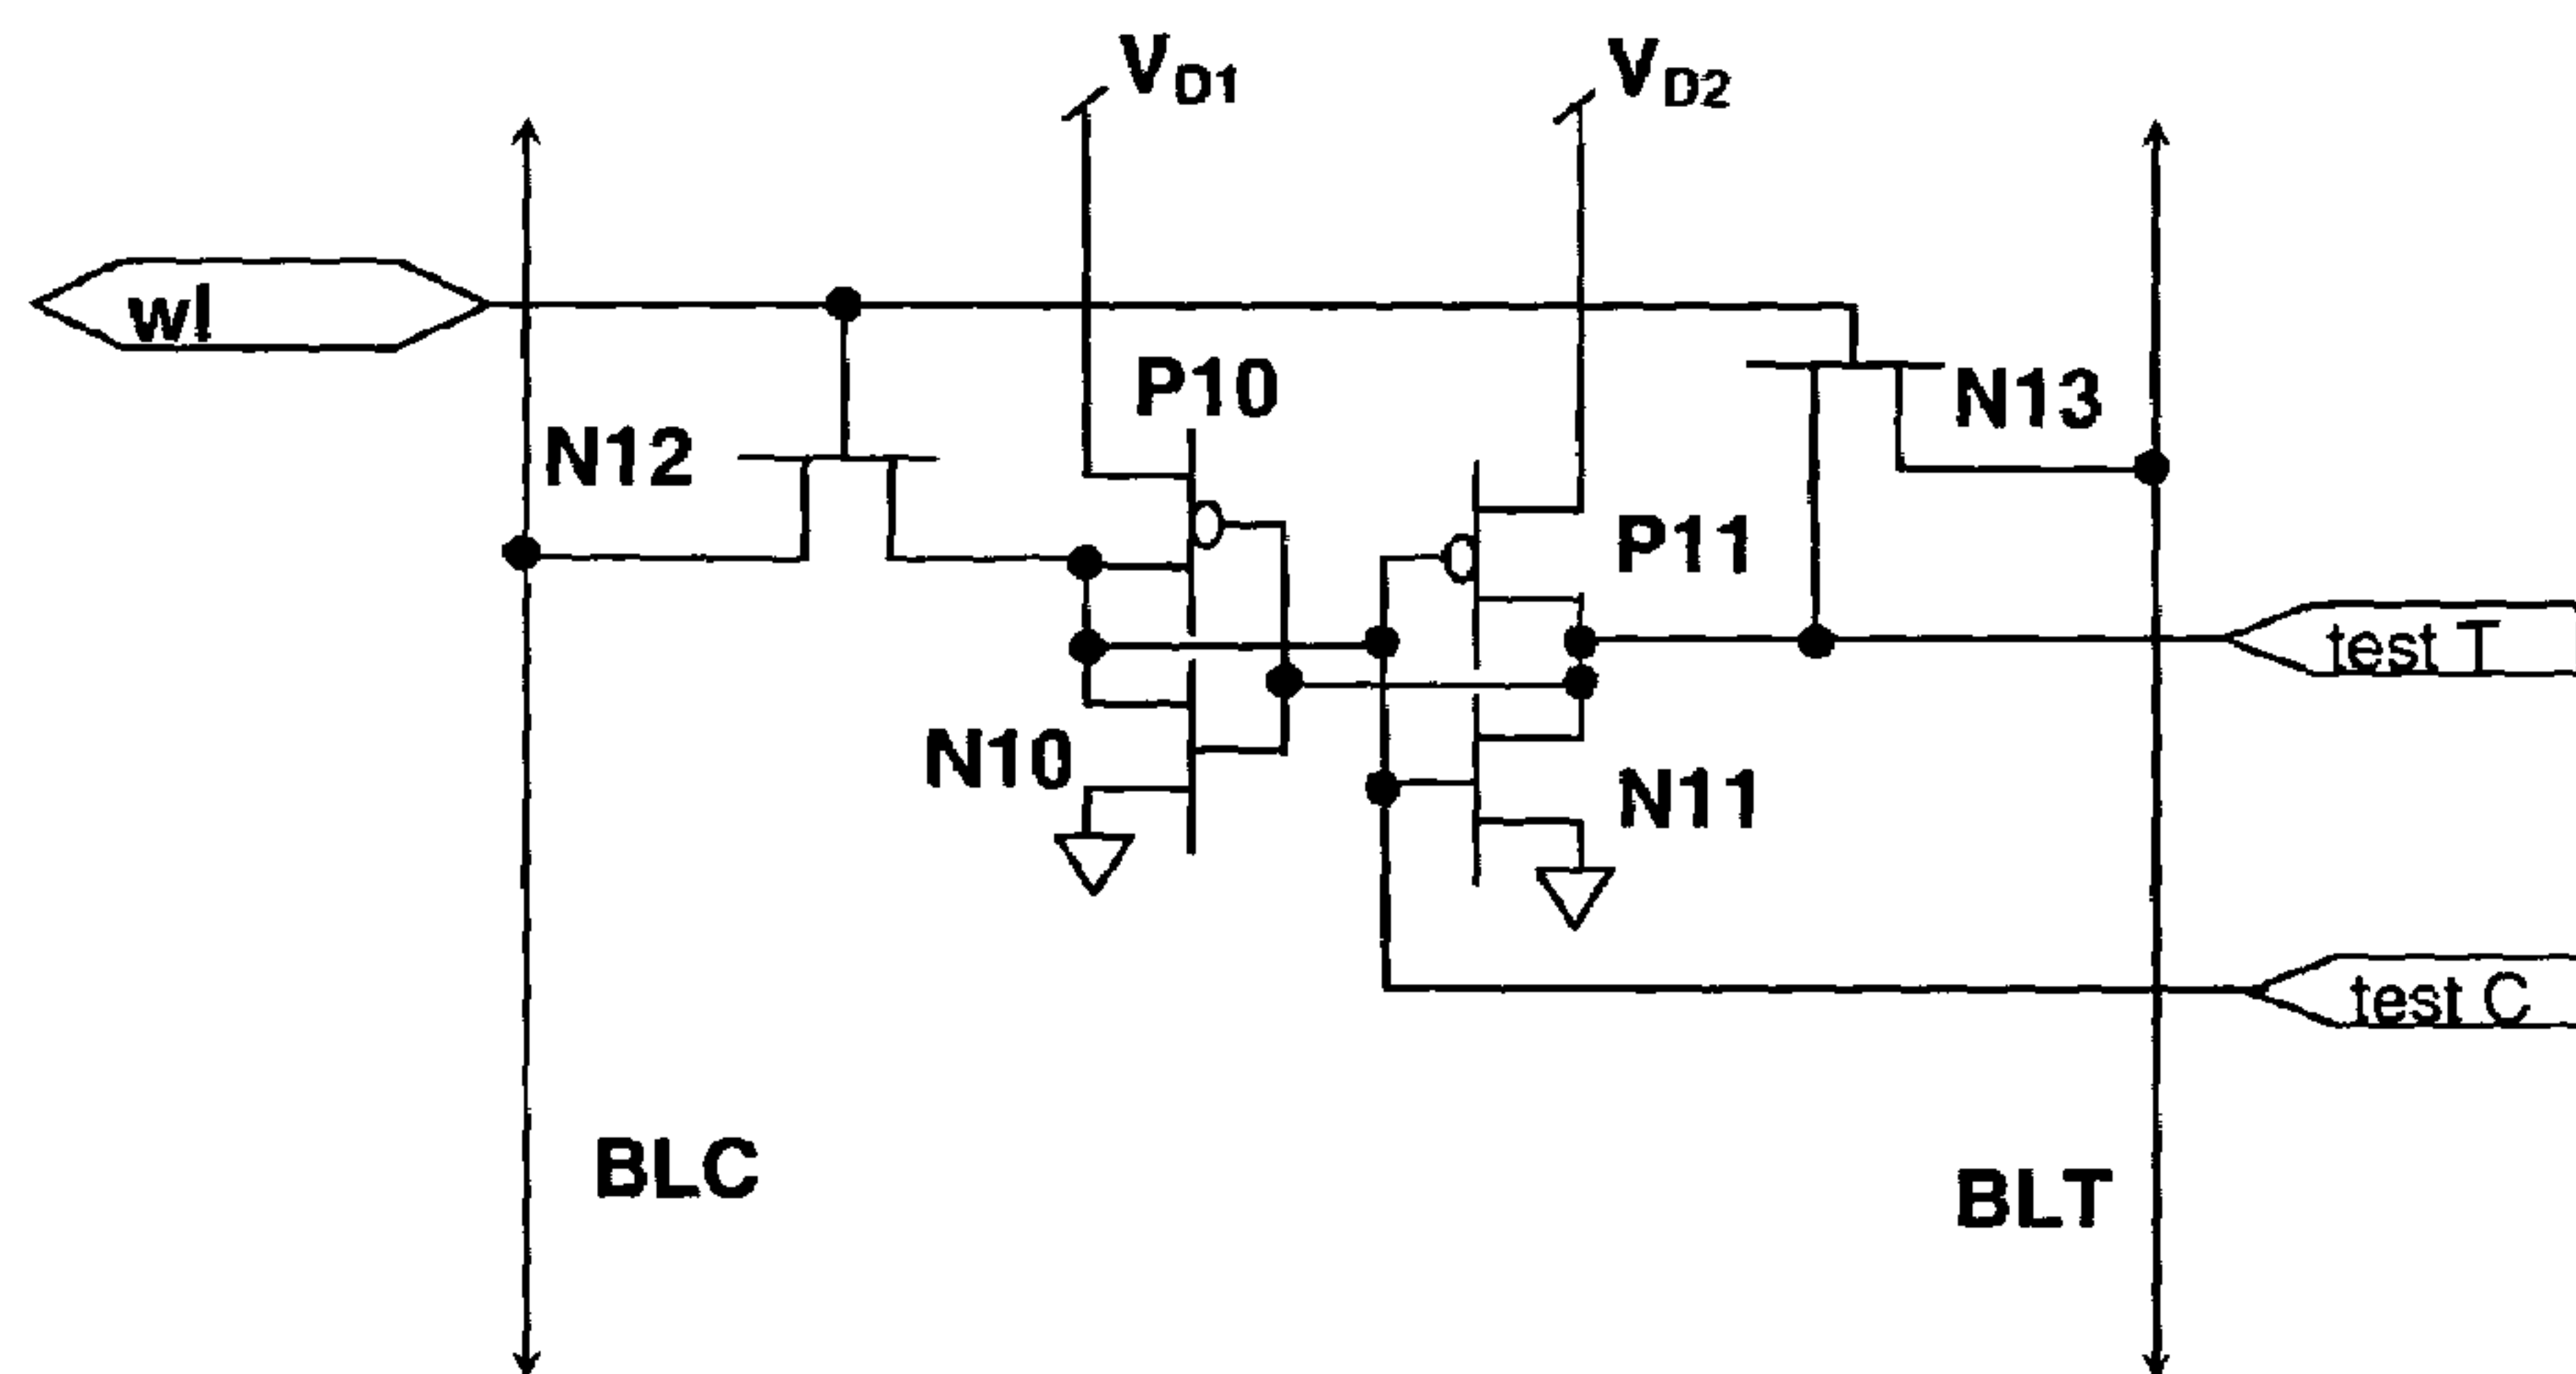 V_D1
V_D2
wl
P10
N13
N12
P11
test T
N10
N11
test C
BLC
BLT